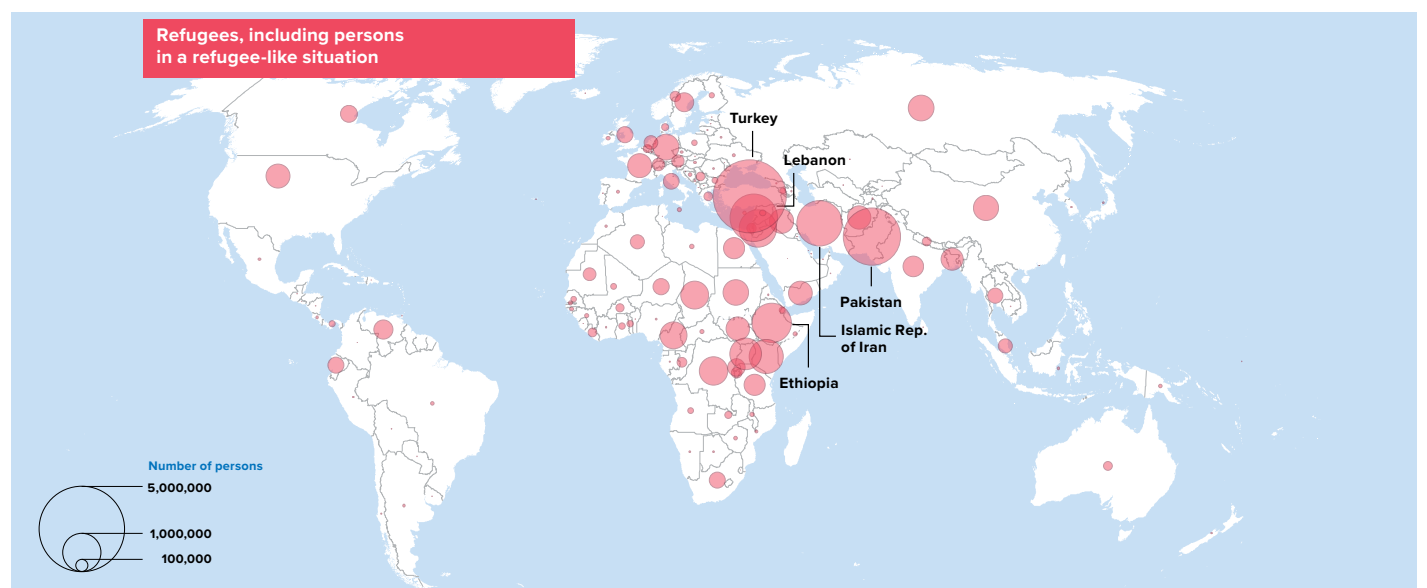 Refugees, including persons
in a refugee-like situation
Turkey
Lebanon
Pakistan
Islamic Rep.
of Iran
Ethiopia
Number of persons
5,000,000
1,000,000
100,000